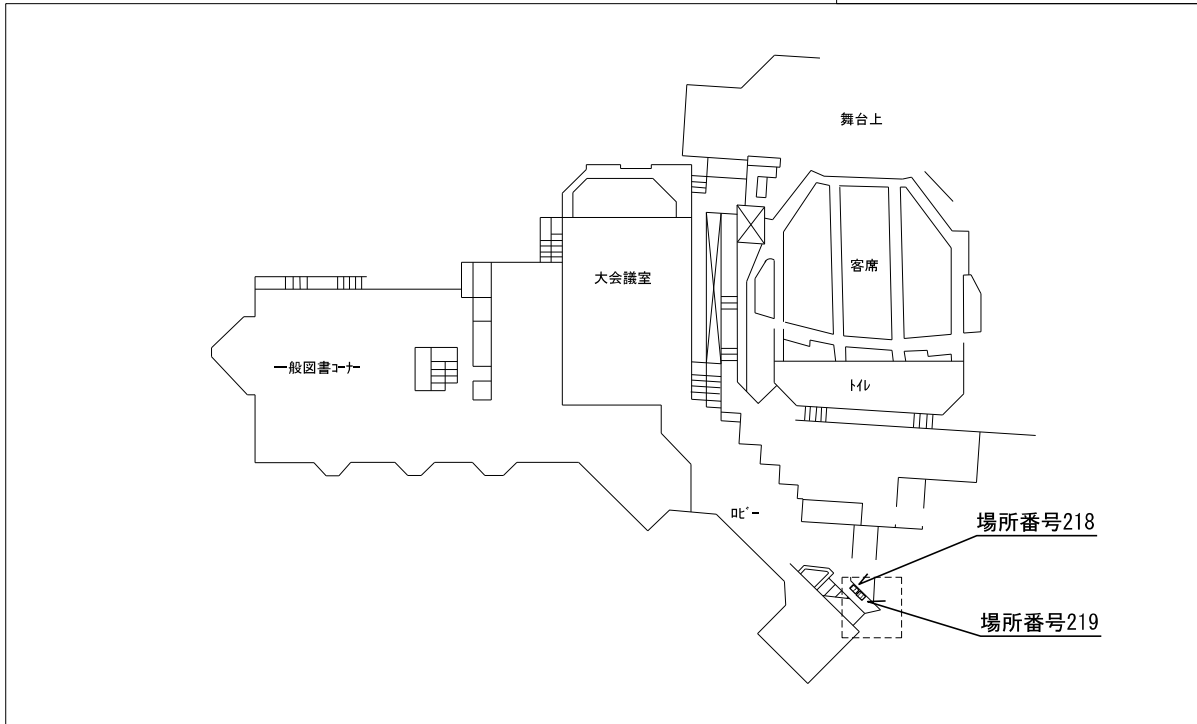 舞台上
大会議室
客席
一般図書ｺｰﾅｰ
ﾄｲﾚ
ﾛﾋﾞｰ
場所番号218
場所番号219